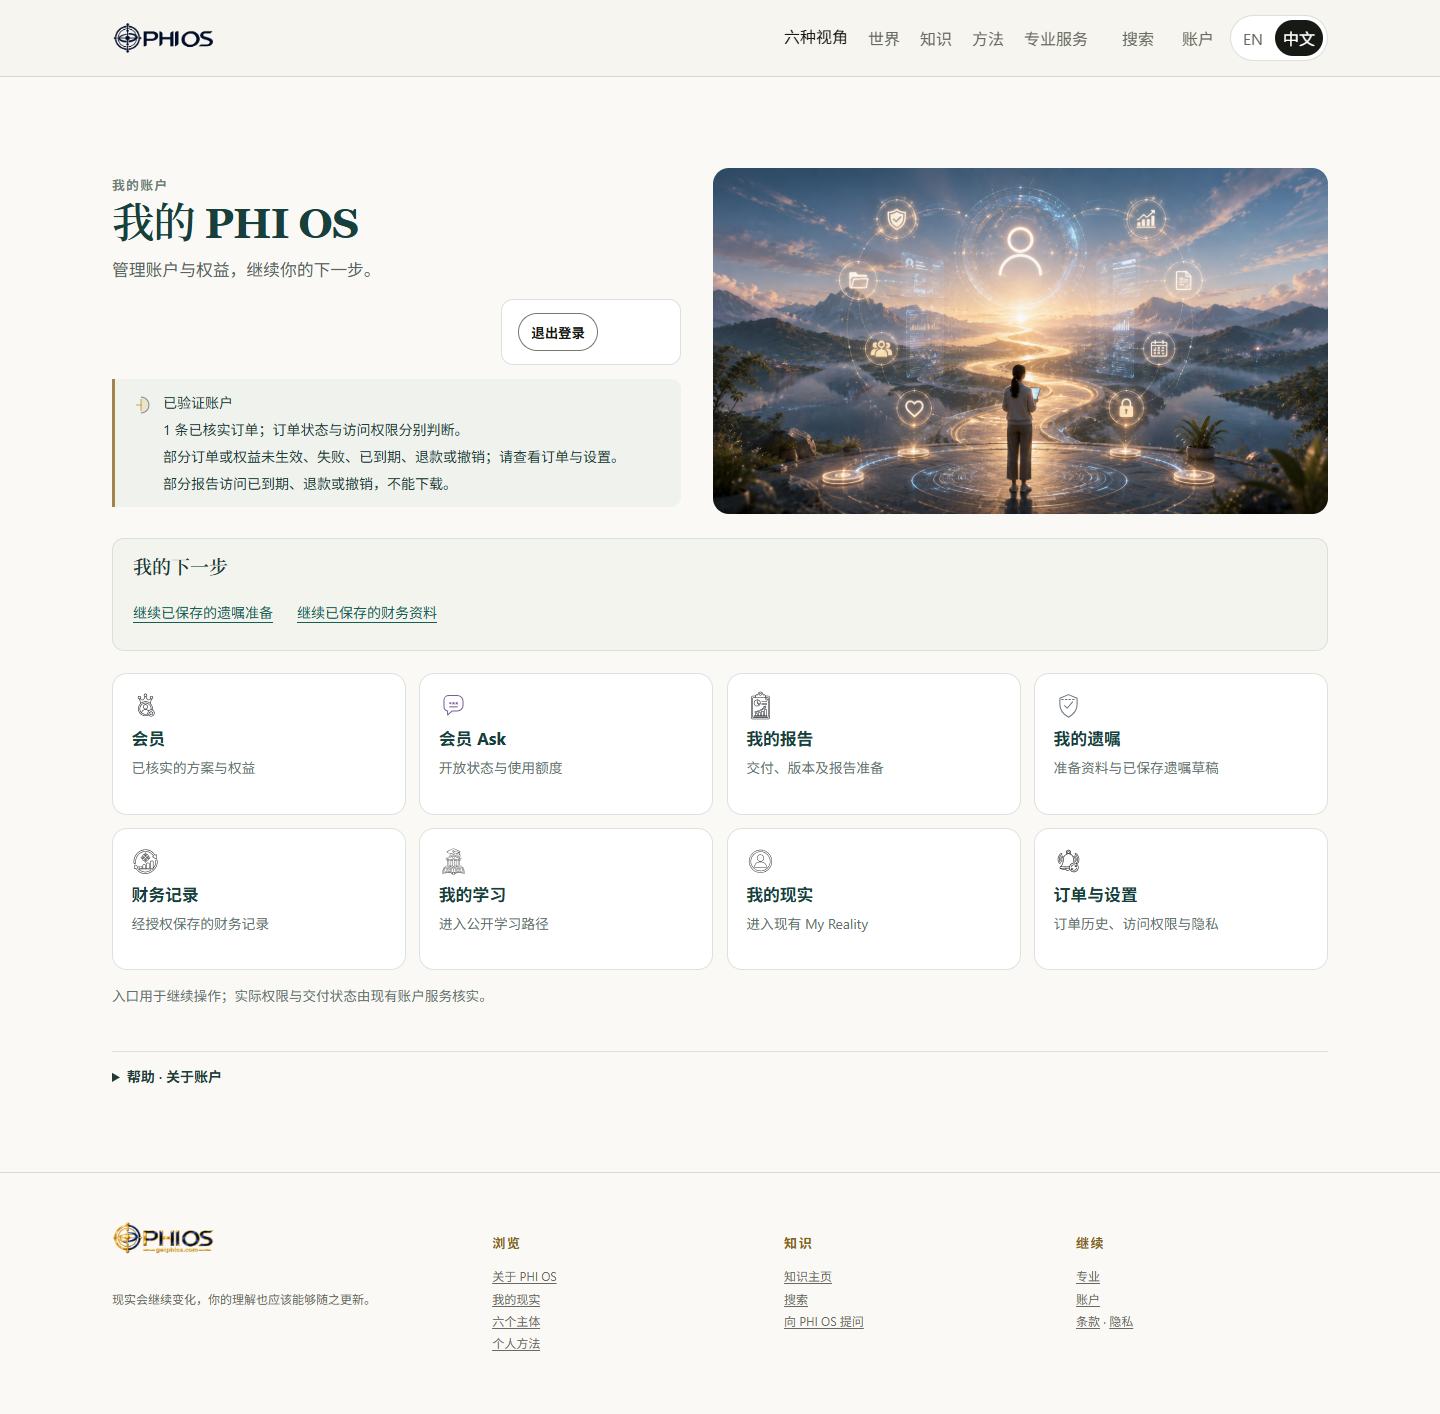 PHI OS
六种视角
世界
知识
方法
专业服务
搜索
账户
EN
中文
我的账户
我的 PHI OS
管理账户与权益，继续你的下一步。
退出登录
已验证账户
1 条已核实订单；订单状态与访问权限分别判断。
部分订单或权益未生效、失败、已到期、退款或撤销；请查看订单与设置。
部分报告访问已到期、退款或撤销，不能下载。
我的下一步
继续已保存的遗嘱准备
继续已保存的财务资料
会员
已核实的方案与权益
会员 Ask
开放状态与使用额度
我的报告
交付、版本及报告准备
我的遗嘱
准备资料与已保存遗嘱草稿
财务记录
经授权保存的财务记录
我的学习
进入公开学习路径
我的现实
进入现有 My Reality
订单与设置
订单历史、访问权限与隐私
入口用于继续操作；实际权限与交付状态由现有账户服务核实。
帮助 · 关于账户
PHI OS
getphios.com
现实会继续变化，你的理解也应该能够随之更新。
浏览
关于 PHI OS
我的现实
六个主体
个人方法
知识
知识主页
搜索
向 PHI OS 提问
继续
专业
账户
条款 · 隐私